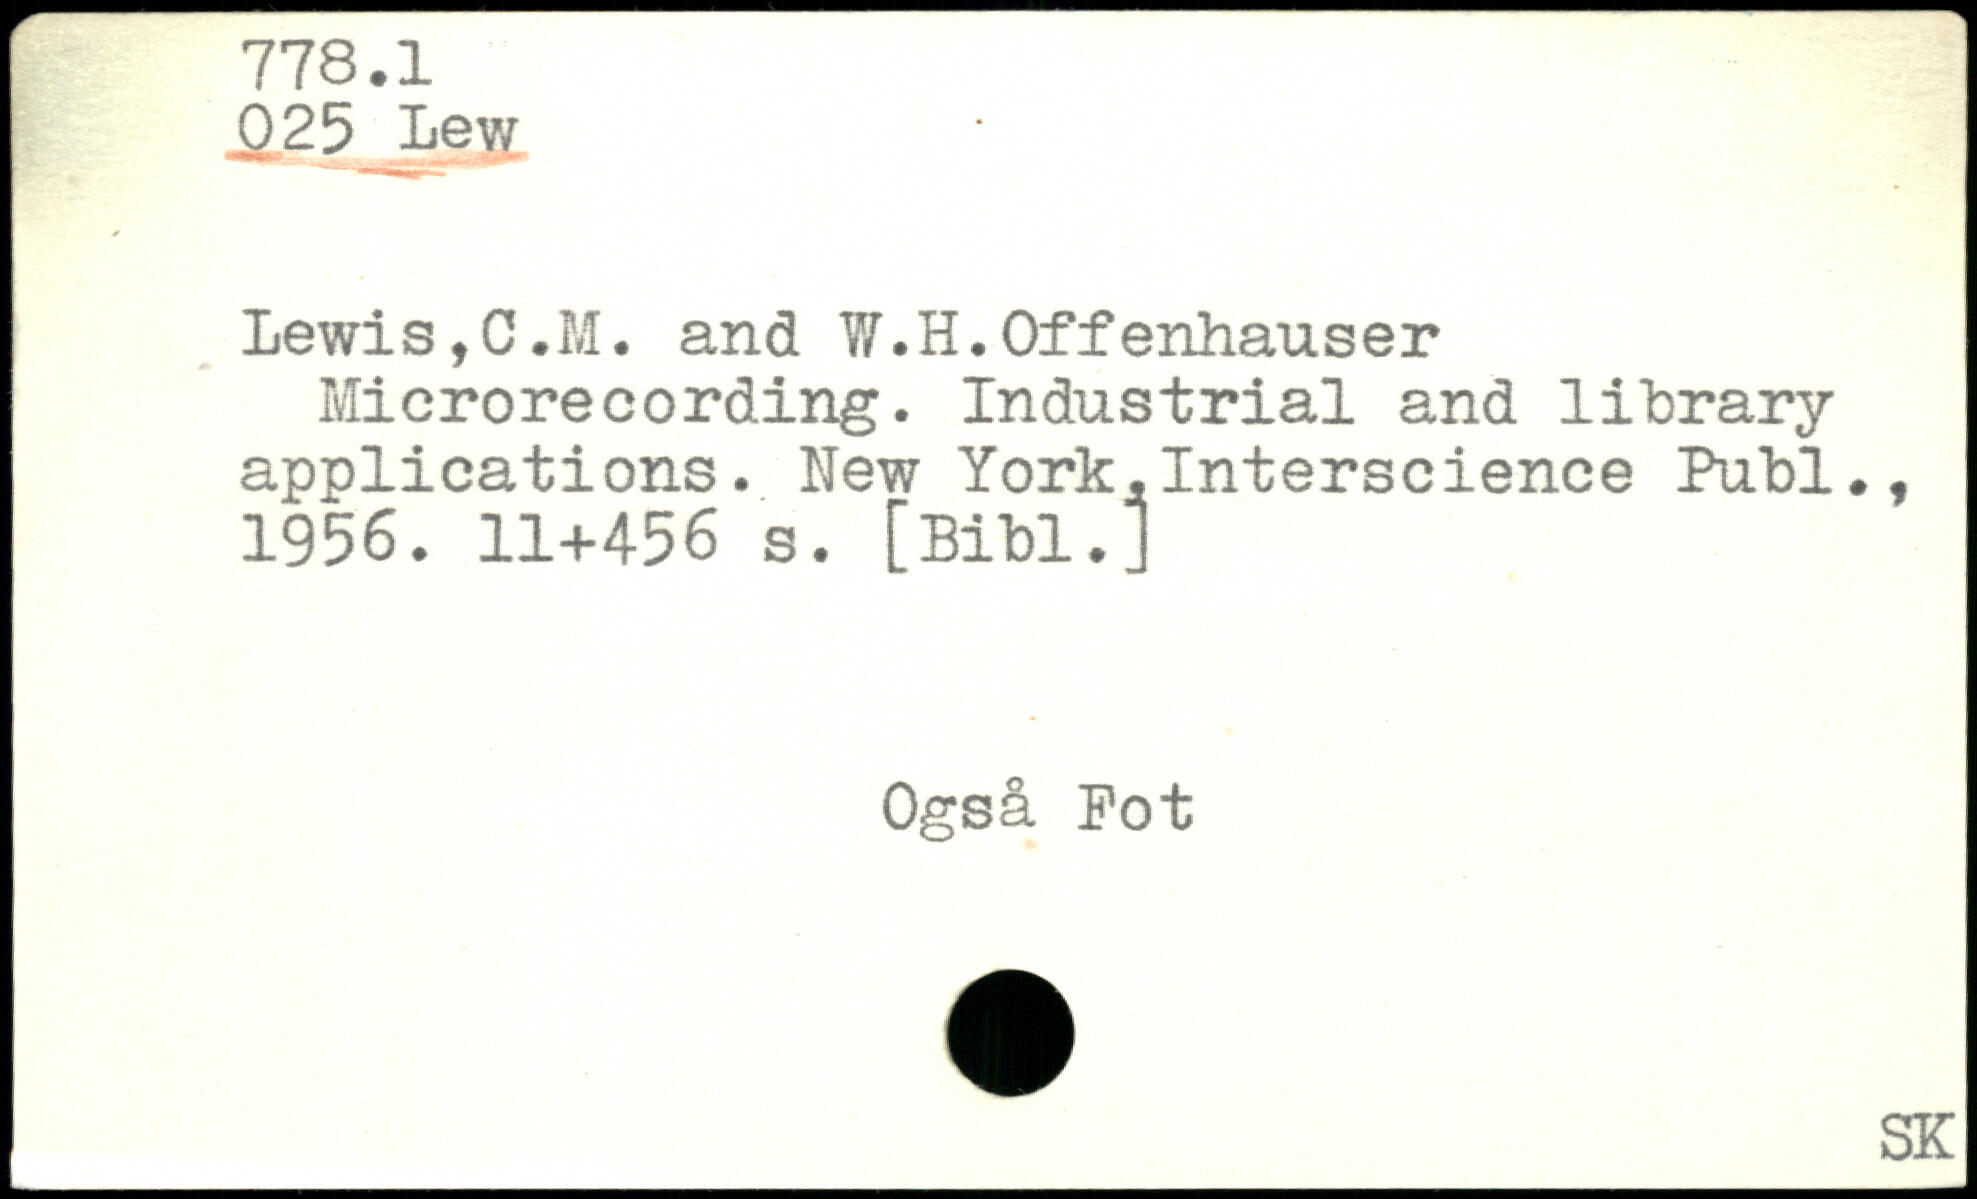 778.1
025 Lew
Lewis,C.M. and W.H.Offenhauser
Microrecording. Industrial and library
applications. New York,Interscience Publ.,
1956. 11+456 s. [Bibl.]
Også Fot
SK